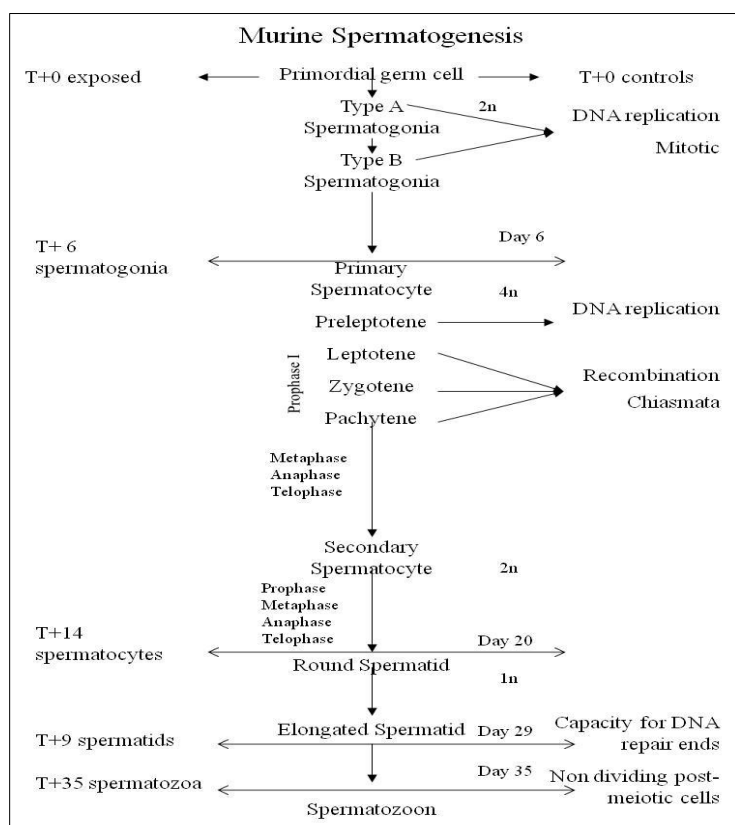 Murine Spermatogenesis
T+0 exposed
Primordial germ cell
T+0 controls
Type A
Spermatogonia
2n
DNA replication
Mitotic
Type B
Spermatogonia
T+ 6
spermatogonia
Day 6
Primary
Spermatocyte
4n
Preleptotene
DNA replication
Prophase I
Leptotene
Zygotene
Pachytene
Recombination
Chiasmata
Metaphase
Anaphase
Telophase
Secondary
Spermatocyte
2n
Prophase
Metaphase
Anaphase
Telophase
T+14
spermatocytes
Day 20
Round Spermatid
1n
T+9 spermatids
Elongated Spermatid
Day 29
Capacity for DNA
repair ends
T+35 spermatozoa
Day 35
Non dividing post-
meiotic cells
Spermatozoon